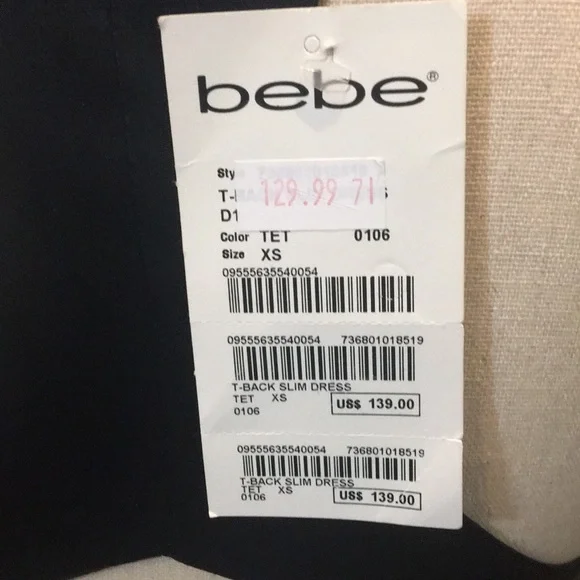 bebe®
Sty
129.99 71
T-
D1
Color TET 0106
Size XS
09555635540054
09555635540054 736801018519
T-BACK SLIM DRESS
TET XS
0106 US$ 139.00
09555635540054 736801018519
T-BACK SLIM DRESS
TET XS
0106 US$ 139.00